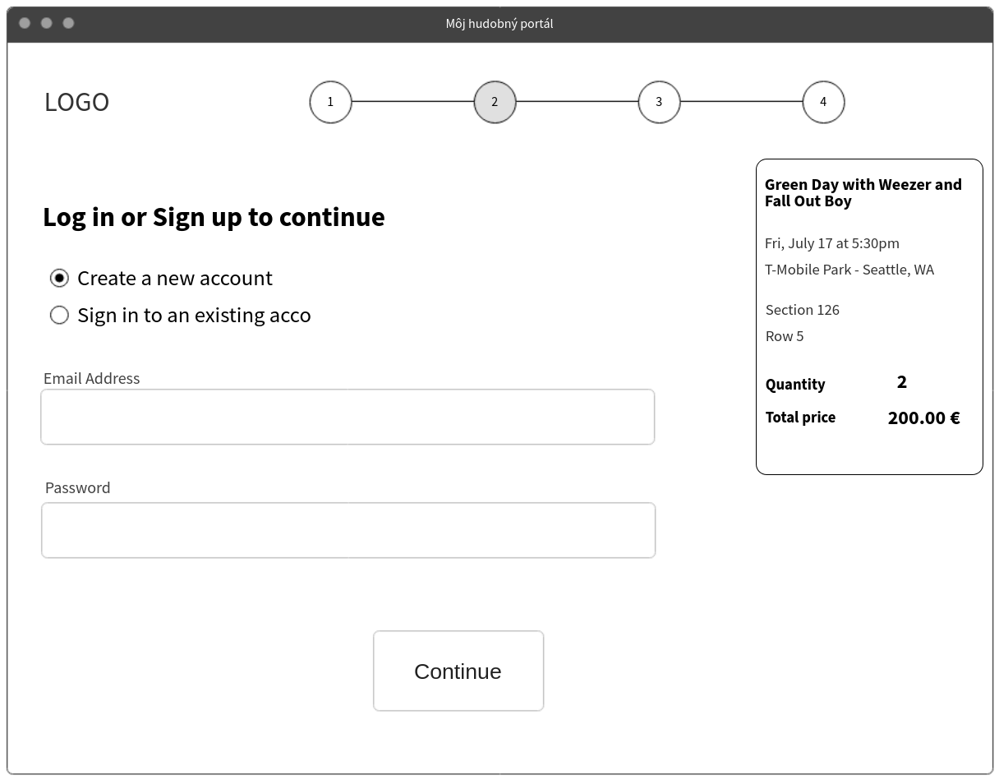 Môj hudobný portál
LOGO
1
2
3
4
Log in or Sign up to continue
Create a new account
Sign in to an existing acco
Email Address
Password
Continue
Green Day with Weezer and
Fall Out Boy
Fri, July 17 at 5:30pm
T-Mobile Park - Seattle, WA
Section 126
Row 5
Quantity 2
Total price 200.00 €